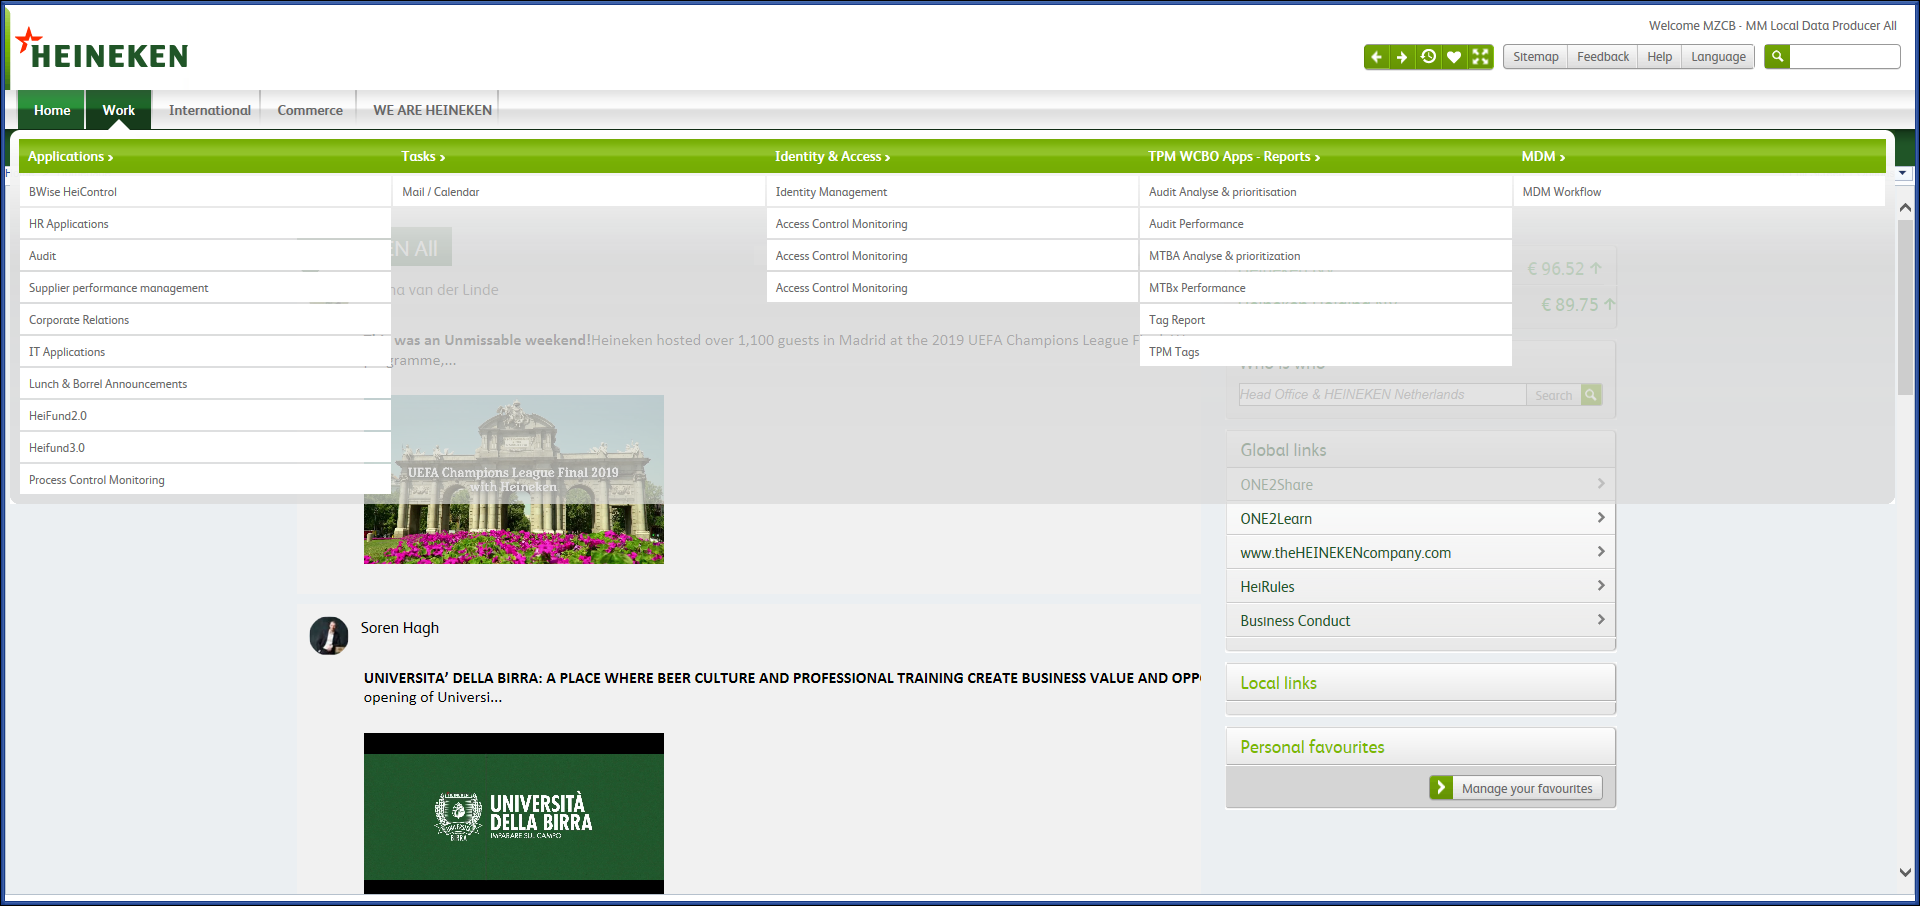 HEINEKEN
Welcome MZCB - MM Local Data Producer All
Sitemap
Feedback
Help
Language
Home
Work
International
Commerce
WE ARE HEINEKEN
Applications ›
Tasks ›
Identity & Access ›
TPM WCBO Apps - Reports ›
MDM ›
BWise HeiControl
HR Applications
Audit
Supplier performance management
Corporate Relations
IT Applications
Lunch & Borrel Announcements
HeiFund2.0
Heifund3.0
Process Control Monitoring
Mail / Calendar
Identity Management
Access Control Monitoring
Access Control Monitoring
Access Control Monitoring
Audit Analyse & prioritisation
Audit Performance
MTBA Analyse & prioritization
MTBx Performance
Tag Report
TPM Tags
MDM Workflow
EN All
van der Linde
was an Unmissable weekend!Heineken hosted over 1,100 guests in Madrid at the 2019 UEFA Champions League
gramme,...
UEFA Champions League Final 2019
with Heineken
€ 96.52
€ 89.75
Who is who
Head Office & HEINEKEN Netherlands
Search
Global links
ONE2Share
ONE2Learn
www.theHEINEKENcompany.com
HeiRules
Business Conduct
Local links
Personal favourites
Manage your favourites
Soren Hagh
UNIVERSITA’ DELLA BIRRA: A PLACE WHERE BEER CULTURE AND PROFESSIONAL TRAINING CREATE BUSINESS VALUE AND OPP
opening of Universi...
UNIVERSITÀ
DELLA BIRRA
IMPARARE SUL CAMPO